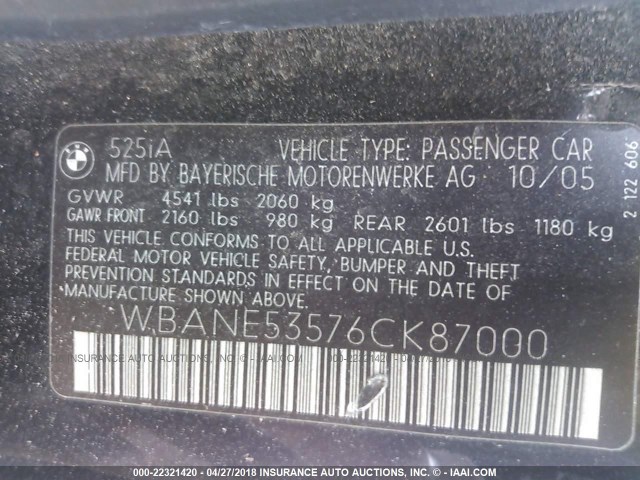 525iA VEHICLE TYPE: PASSENGER CAR
MFD BY BAYERISCHE MOTORENWERKE AG 10/05
GVWR 4541 lbs 2060 kg
GAWR FRONT 2160 lbs 980 kg REAR 2601 lbs 1180 kg
THIS VEHICLE CONFORMS TO ALL APPLICABLE U.S.
FEDERAL MOTOR VEHICLE SAFETY, BUMPER AND THEFT
PREVENTION STANDARDS IN EFFECT ON THE DATE OF
MANUFACTURE SHOWN ABOVE.
WBANE53576CK87000
2 122 606
000-22321420 - 04/27/2018 INSURANCE AUTO AUCTIONS, INC. - © IAAI.COM